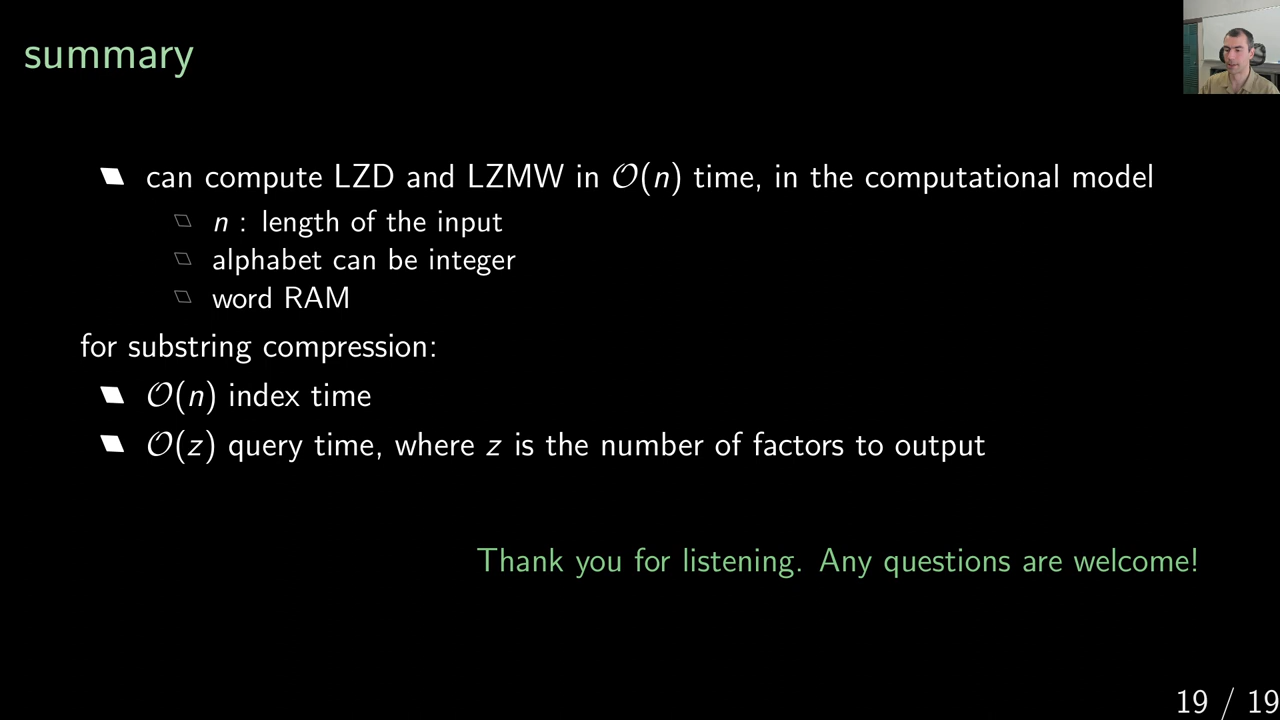 summary
can compute LZD and LZMW in 𝒪(n) time, in the computational model
n : length of the input
alphabet can be integer
word RAM
for substring compression:
𝒪(n) index time
𝒪(z) query time, where z is the number of factors to output
Thank you for listening. Any questions are welcome!
19 / 19